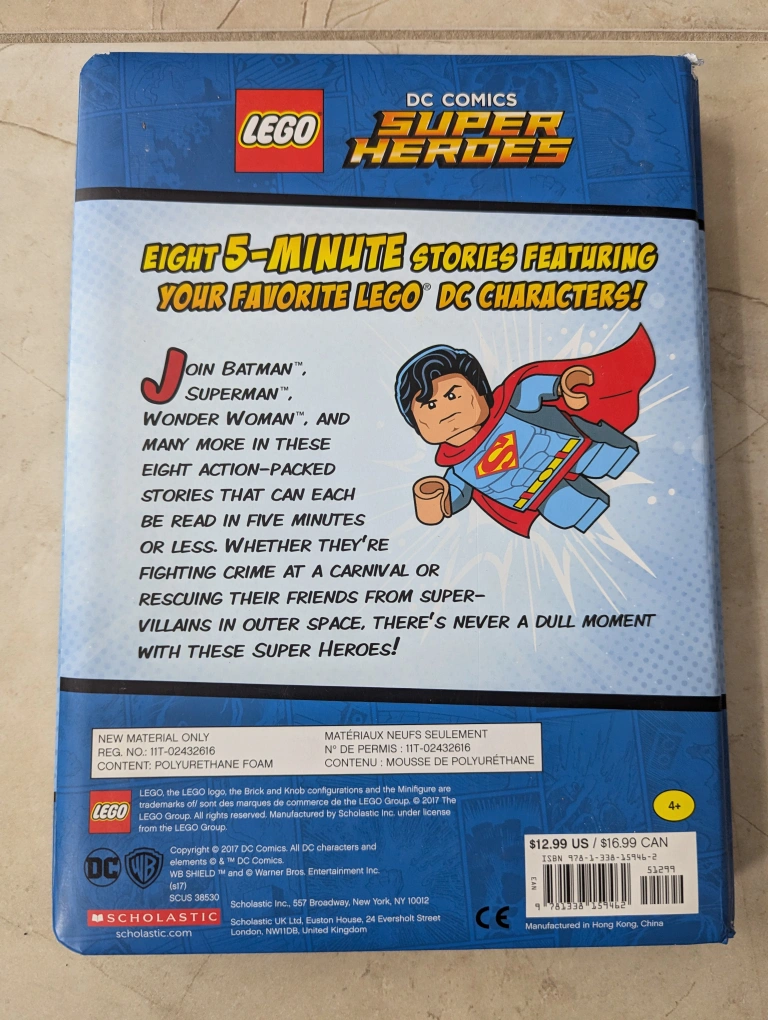 LEGO
DC COMICS
SUPER
HEROES
EIGHT 5-MINUTE STORIES FEATURING
YOUR FAVORITE LEGO® DC CHARACTERS!
JOIN BATMAN™,
SUPERMAN™,
WONDER WOMAN™, AND
MANY MORE IN THESE
EIGHT ACTION-PACKED
STORIES THAT CAN EACH
BE READ IN FIVE MINUTES
OR LESS. WHETHER THEY'RE
FIGHTING CRIME AT A CARNIVAL OR
RESCUING THEIR FRIENDS FROM SUPER-
VILLAINS IN OUTER SPACE, THERE'S NEVER A DULL MOMENT
WITH THESE SUPER HEROES!
S
NEW MATERIAL ONLY
REG. NO.: 11T-02432616
CONTENT: POLYURETHANE FOAM
MATÉRIAUX NEUFS SEULEMENT
N° DE PERMIS : 11T-02432616
CONTENU : MOUSSE DE POLYURÉTHANE
LEGO
LEGO, the LEGO logo, the Brick and Knob configurations and the Minifigure are
trademarks of/ sont des marques de commerce de the LEGO Group. © 2017 The
LEGO Group. All rights reserved. Manufactured by Scholastic Inc. under license
from the LEGO Group.
4+
DC
WB
Copyright © 2017 DC Comics. All DC characters and
elements © & ™ DC Comics.
WB SHIELD ™ and © Warner Bros. Entertainment Inc.
(s17)
SCUS 38530
SCHOLASTIC
scholastic.com
Scholastic Inc., 557 Broadway, New York, NY 10012
Scholastic UK Ltd, Euston House, 24 Eversholt Street
London, NW11DB, United Kingdom
CE
$12.99 US / $16.99 CAN
ISBN 978-1-338-15946-2
51299
EAN
9 781338 159462
Manufactured in Hong Kong, China